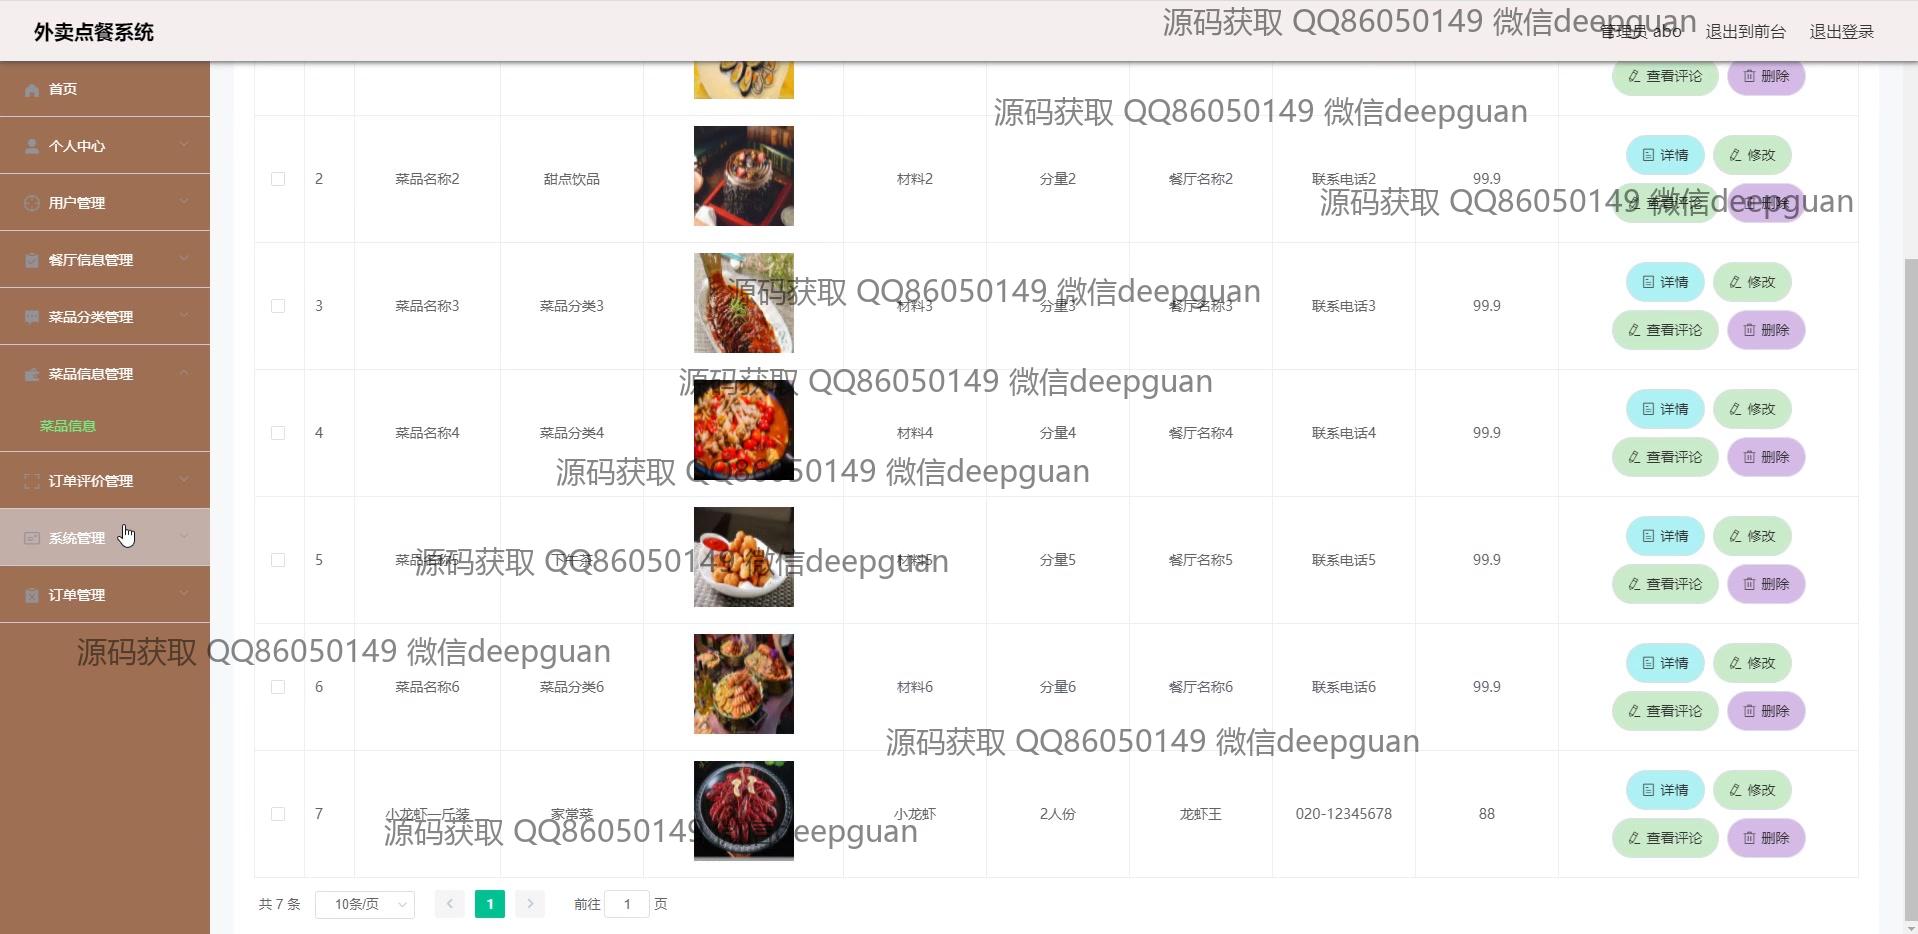 外卖点餐系统
源码获取 QQ86050149 微信deepguan
管理员 abo 退出到前台 退出登录
首页
查看评论 删除
源码获取 QQ86050149 微信deepguan
个人中心
详情 修改
2 菜品名称2 甜点饮品 材料2 分量2 餐厅名称2 联系电话2 99.9
用户管理
查看评论 删除
源码获取 QQ86050149 微信deepguan
餐厅信息管理
详情 修改
源码获取 QQ86050149 微信deepguan
3 菜品名称3 菜品分类3 材料3 分量3 餐厅名称3 联系电话3 99.9
菜品分类管理
查看评论 删除
菜品信息管理
源码获取 QQ86050149 微信deepguan
详情 修改
菜品信息
4 菜品名称4 菜品分类4 材料4 分量4 餐厅名称4 联系电话4 99.9
查看评论 删除
源码获取 QQ86050149 微信deepguan
订单评价管理
系统管理
详情 修改
5 菜品名称5 下午茶 材料5 分量5 餐厅名称5 联系电话5 99.9
源码获取 QQ86050149 微信deepguan
查看评论 删除
订单管理
源码获取 QQ86050149 微信deepguan
详情 修改
6 菜品名称6 菜品分类6 材料6 分量6 餐厅名称6 联系电话6 99.9
查看评论 删除
源码获取 QQ86050149 微信deepguan
详情 修改
7 小龙虾一斤装 家常菜 小龙虾 2人份 龙虾王 020-12345678 88
源码获取 QQ86050149 微信deepguan
查看评论 删除
共 7 条 10条/页 1 前往 1 页